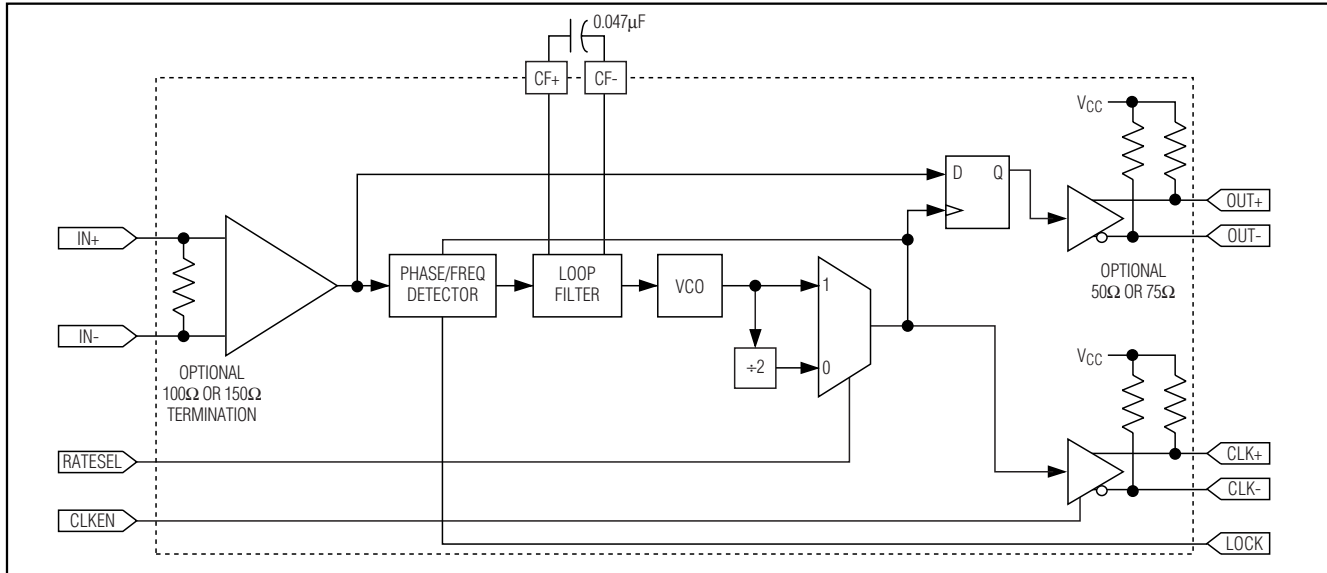 0.047μF
CF+
CF-
VCC
D
Q
OUT+
OUT-
IN+
PHASE/FREQ
DETECTOR
LOOP
FILTER
VCO
1
OPTIONAL
50Ω OR 75Ω
IN-
÷2
0
VCC
OPTIONAL
100Ω OR 150Ω
TERMINATION
RATESEL
CLK+
CLK-
CLKEN
LOCK